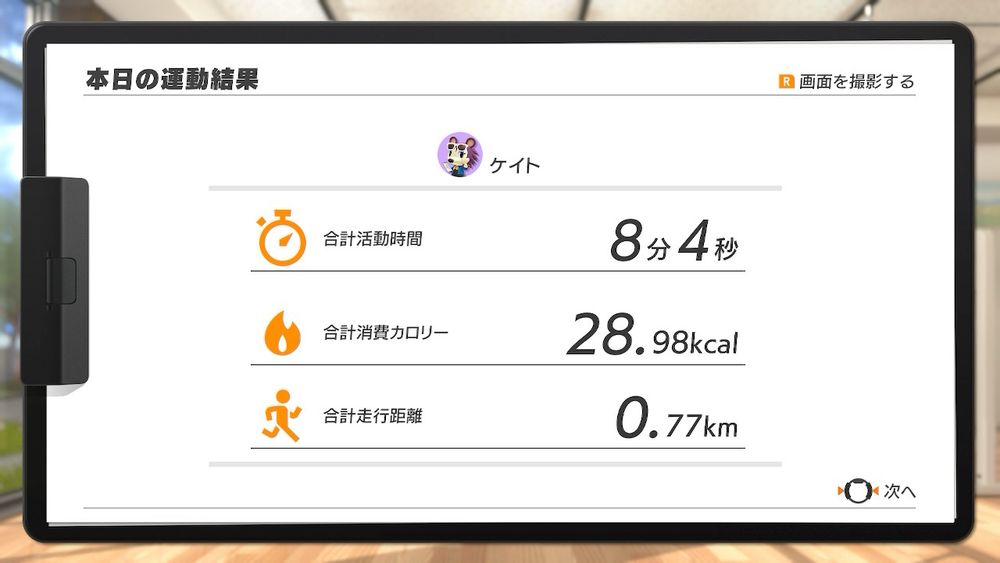 本日の運動結果
R 画面を撮影する
ケイト
合計活動時間 8分4秒
合計消費カロリー 28.98kcal
合計走行距離 0.77km
次へ